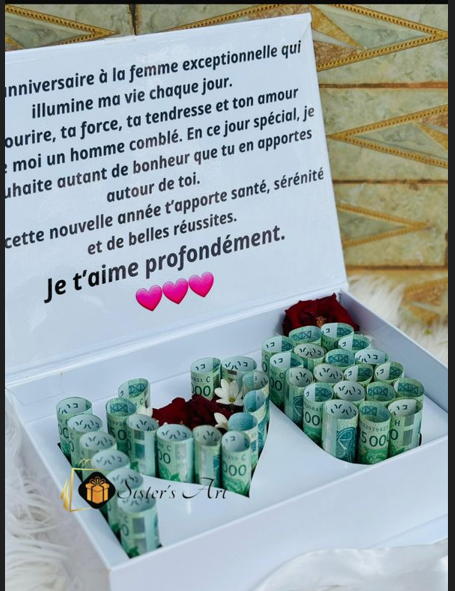 anniversaire à la femme exceptionnelle qui
illumine ma vie chaque jour.
ourire, ta force, ta tendresse et ton amour
moi un homme comblé. En ce jour spécial, je
uhaite autant de bonheur que tu en apportes
autour de toi.
cette nouvelle année t'apporte santé, sérénité
et de belles réussites.
Je t'aime profondément.
Sister's Art